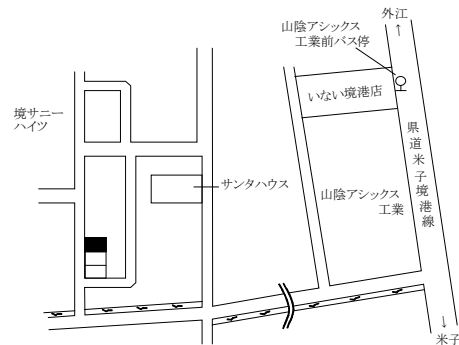 外江
↑
山陰アシックス
工業前バス停
いない境港店
境サニー
ハイツ
サンタハウス
山陰アシックス
工業
県道米子境港線
↓
米子